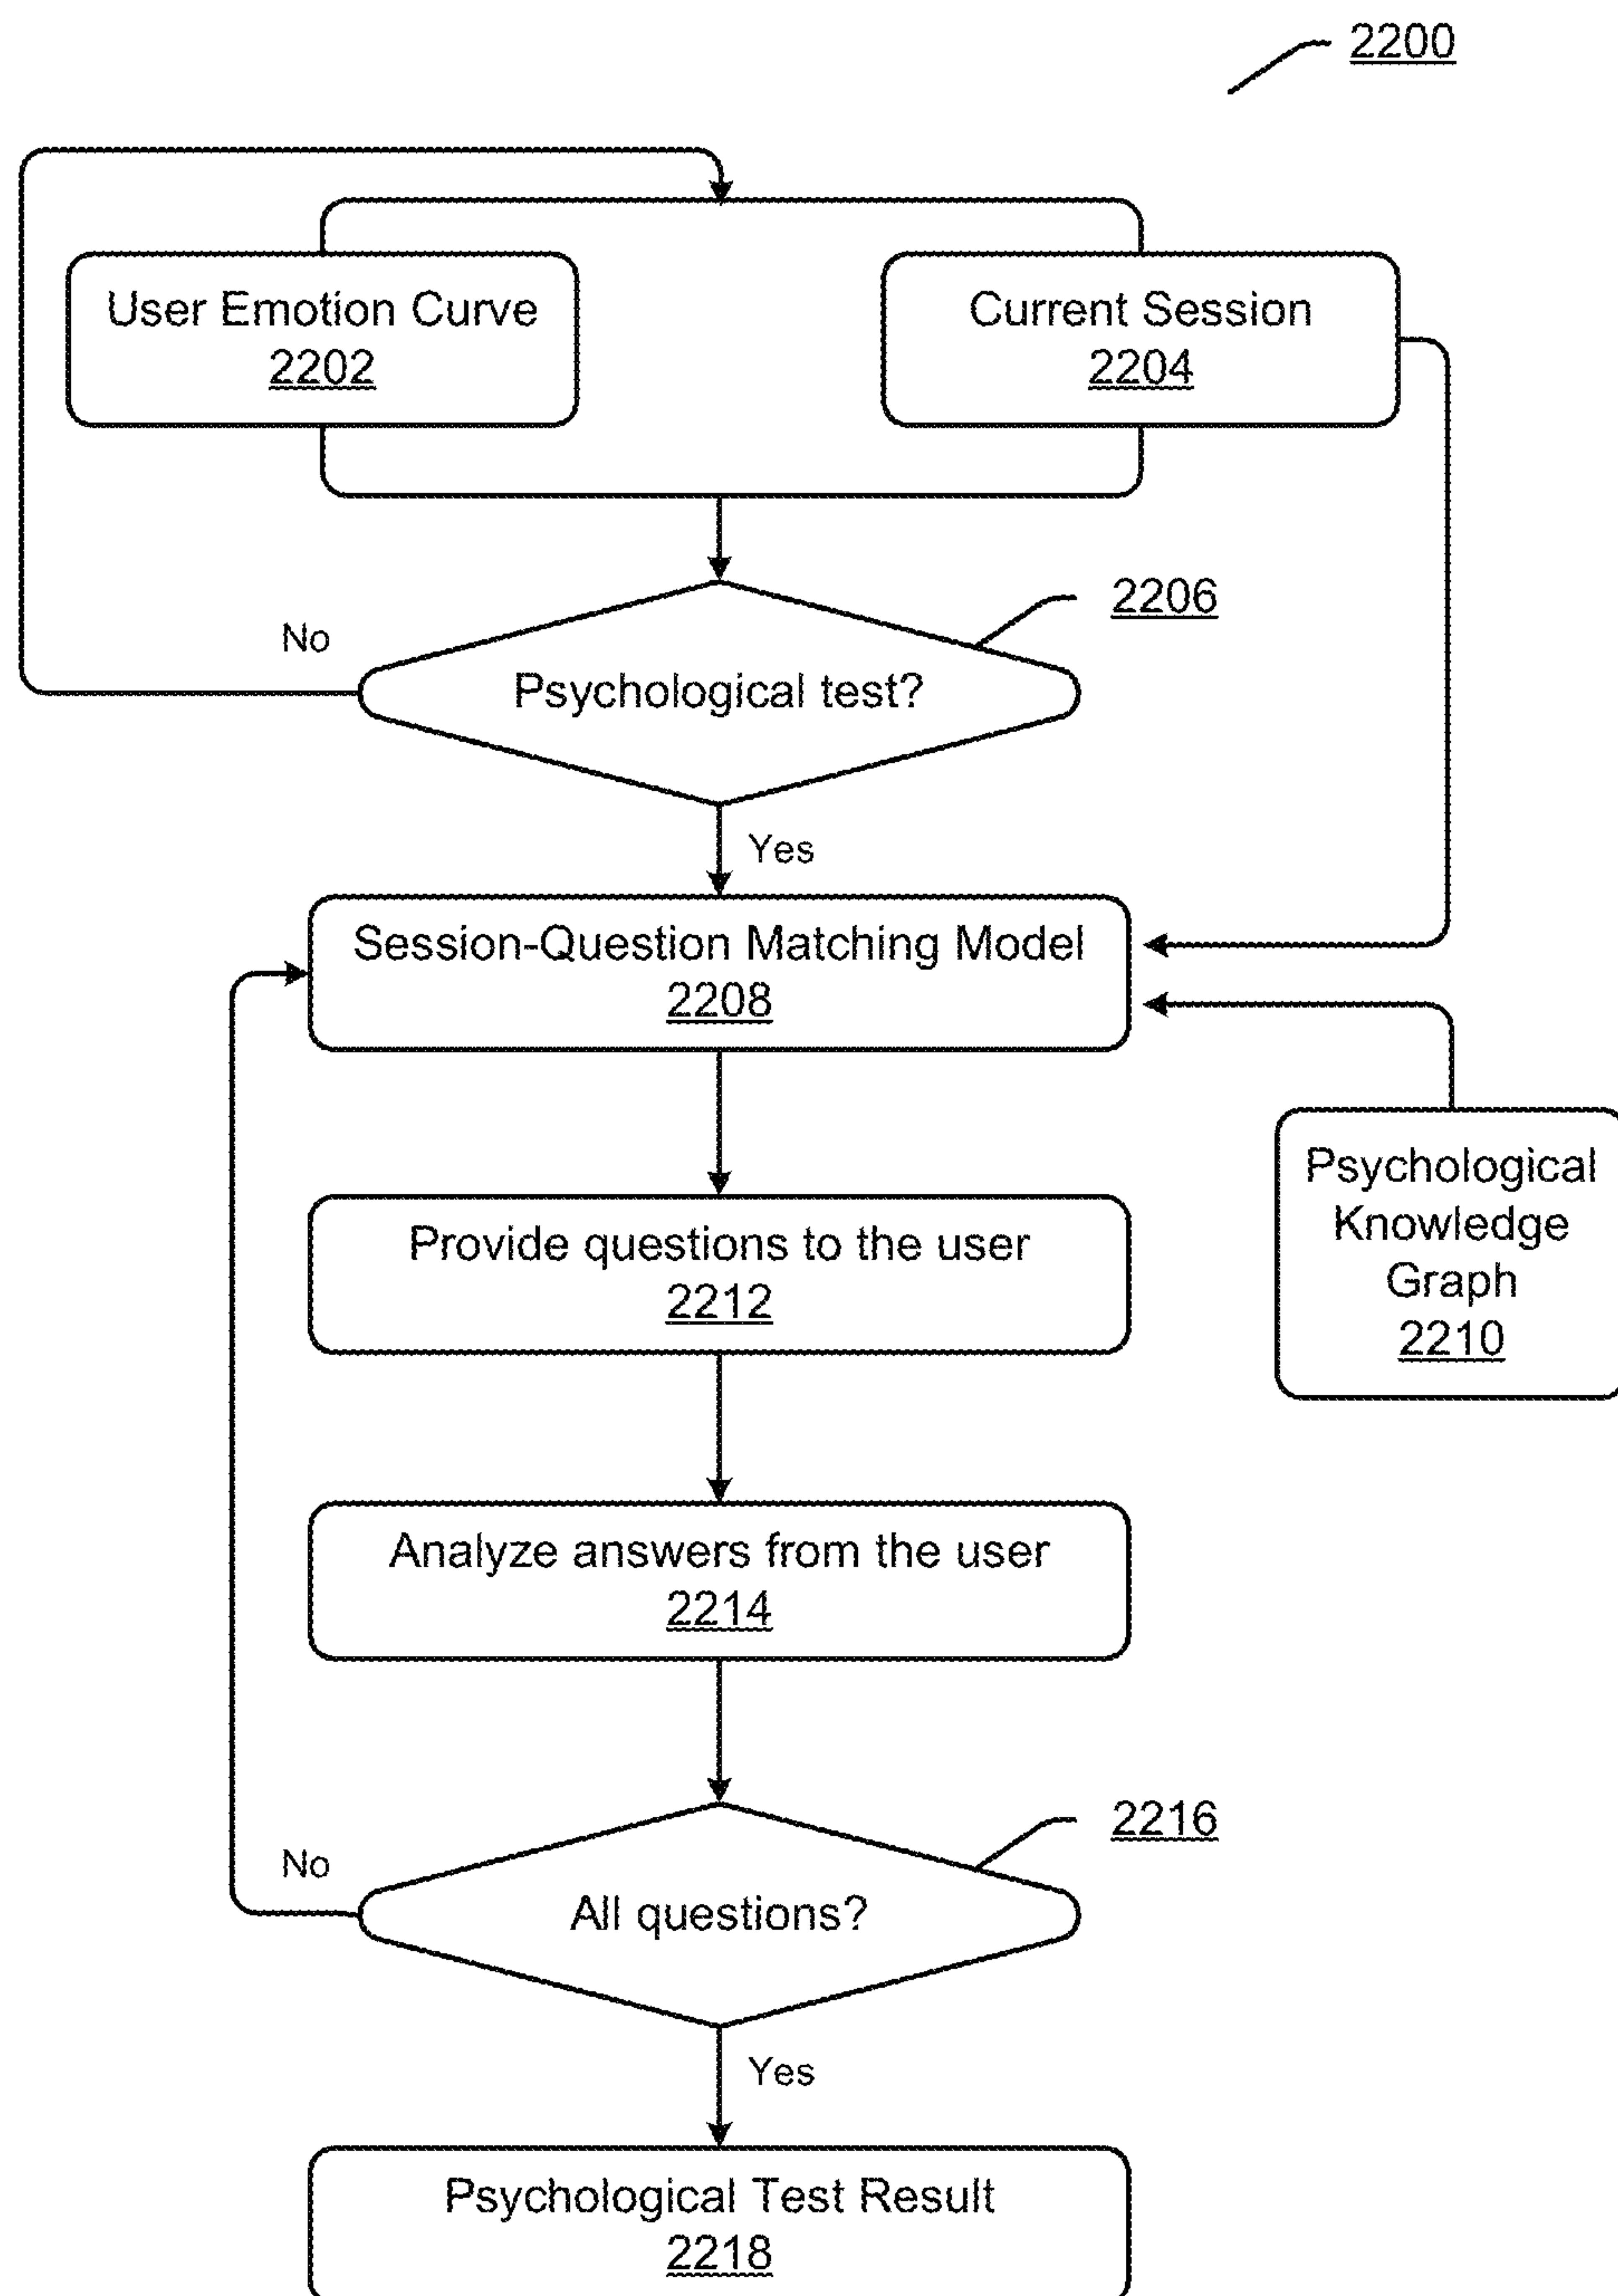 2200
User Emotion Curve
2202
Current Session
2204
2206
No
Psychological test?
Yes
Session-Question Matching Model
2208
Psychological
Knowledge
Graph
2210
Provide questions to the user
2212
Analyze answers from the user
2214
2216
No
All questions?
Yes
Psychological Test Result
2218